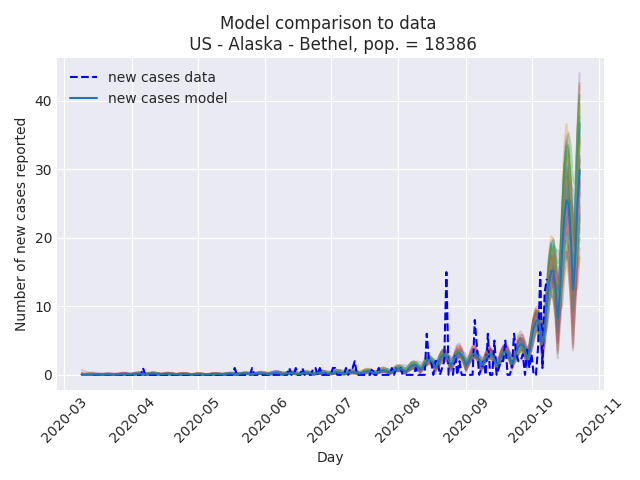 Model comparison to data
US - Alaska - Bethel, pop. = 18386
new cases data
new cases model
Number of new cases reported
40
30
20
10
0
2020-03
2020-04
2020-05
2020-06
2020-07
2020-08
2020-09
2020-10
2020-11
Day